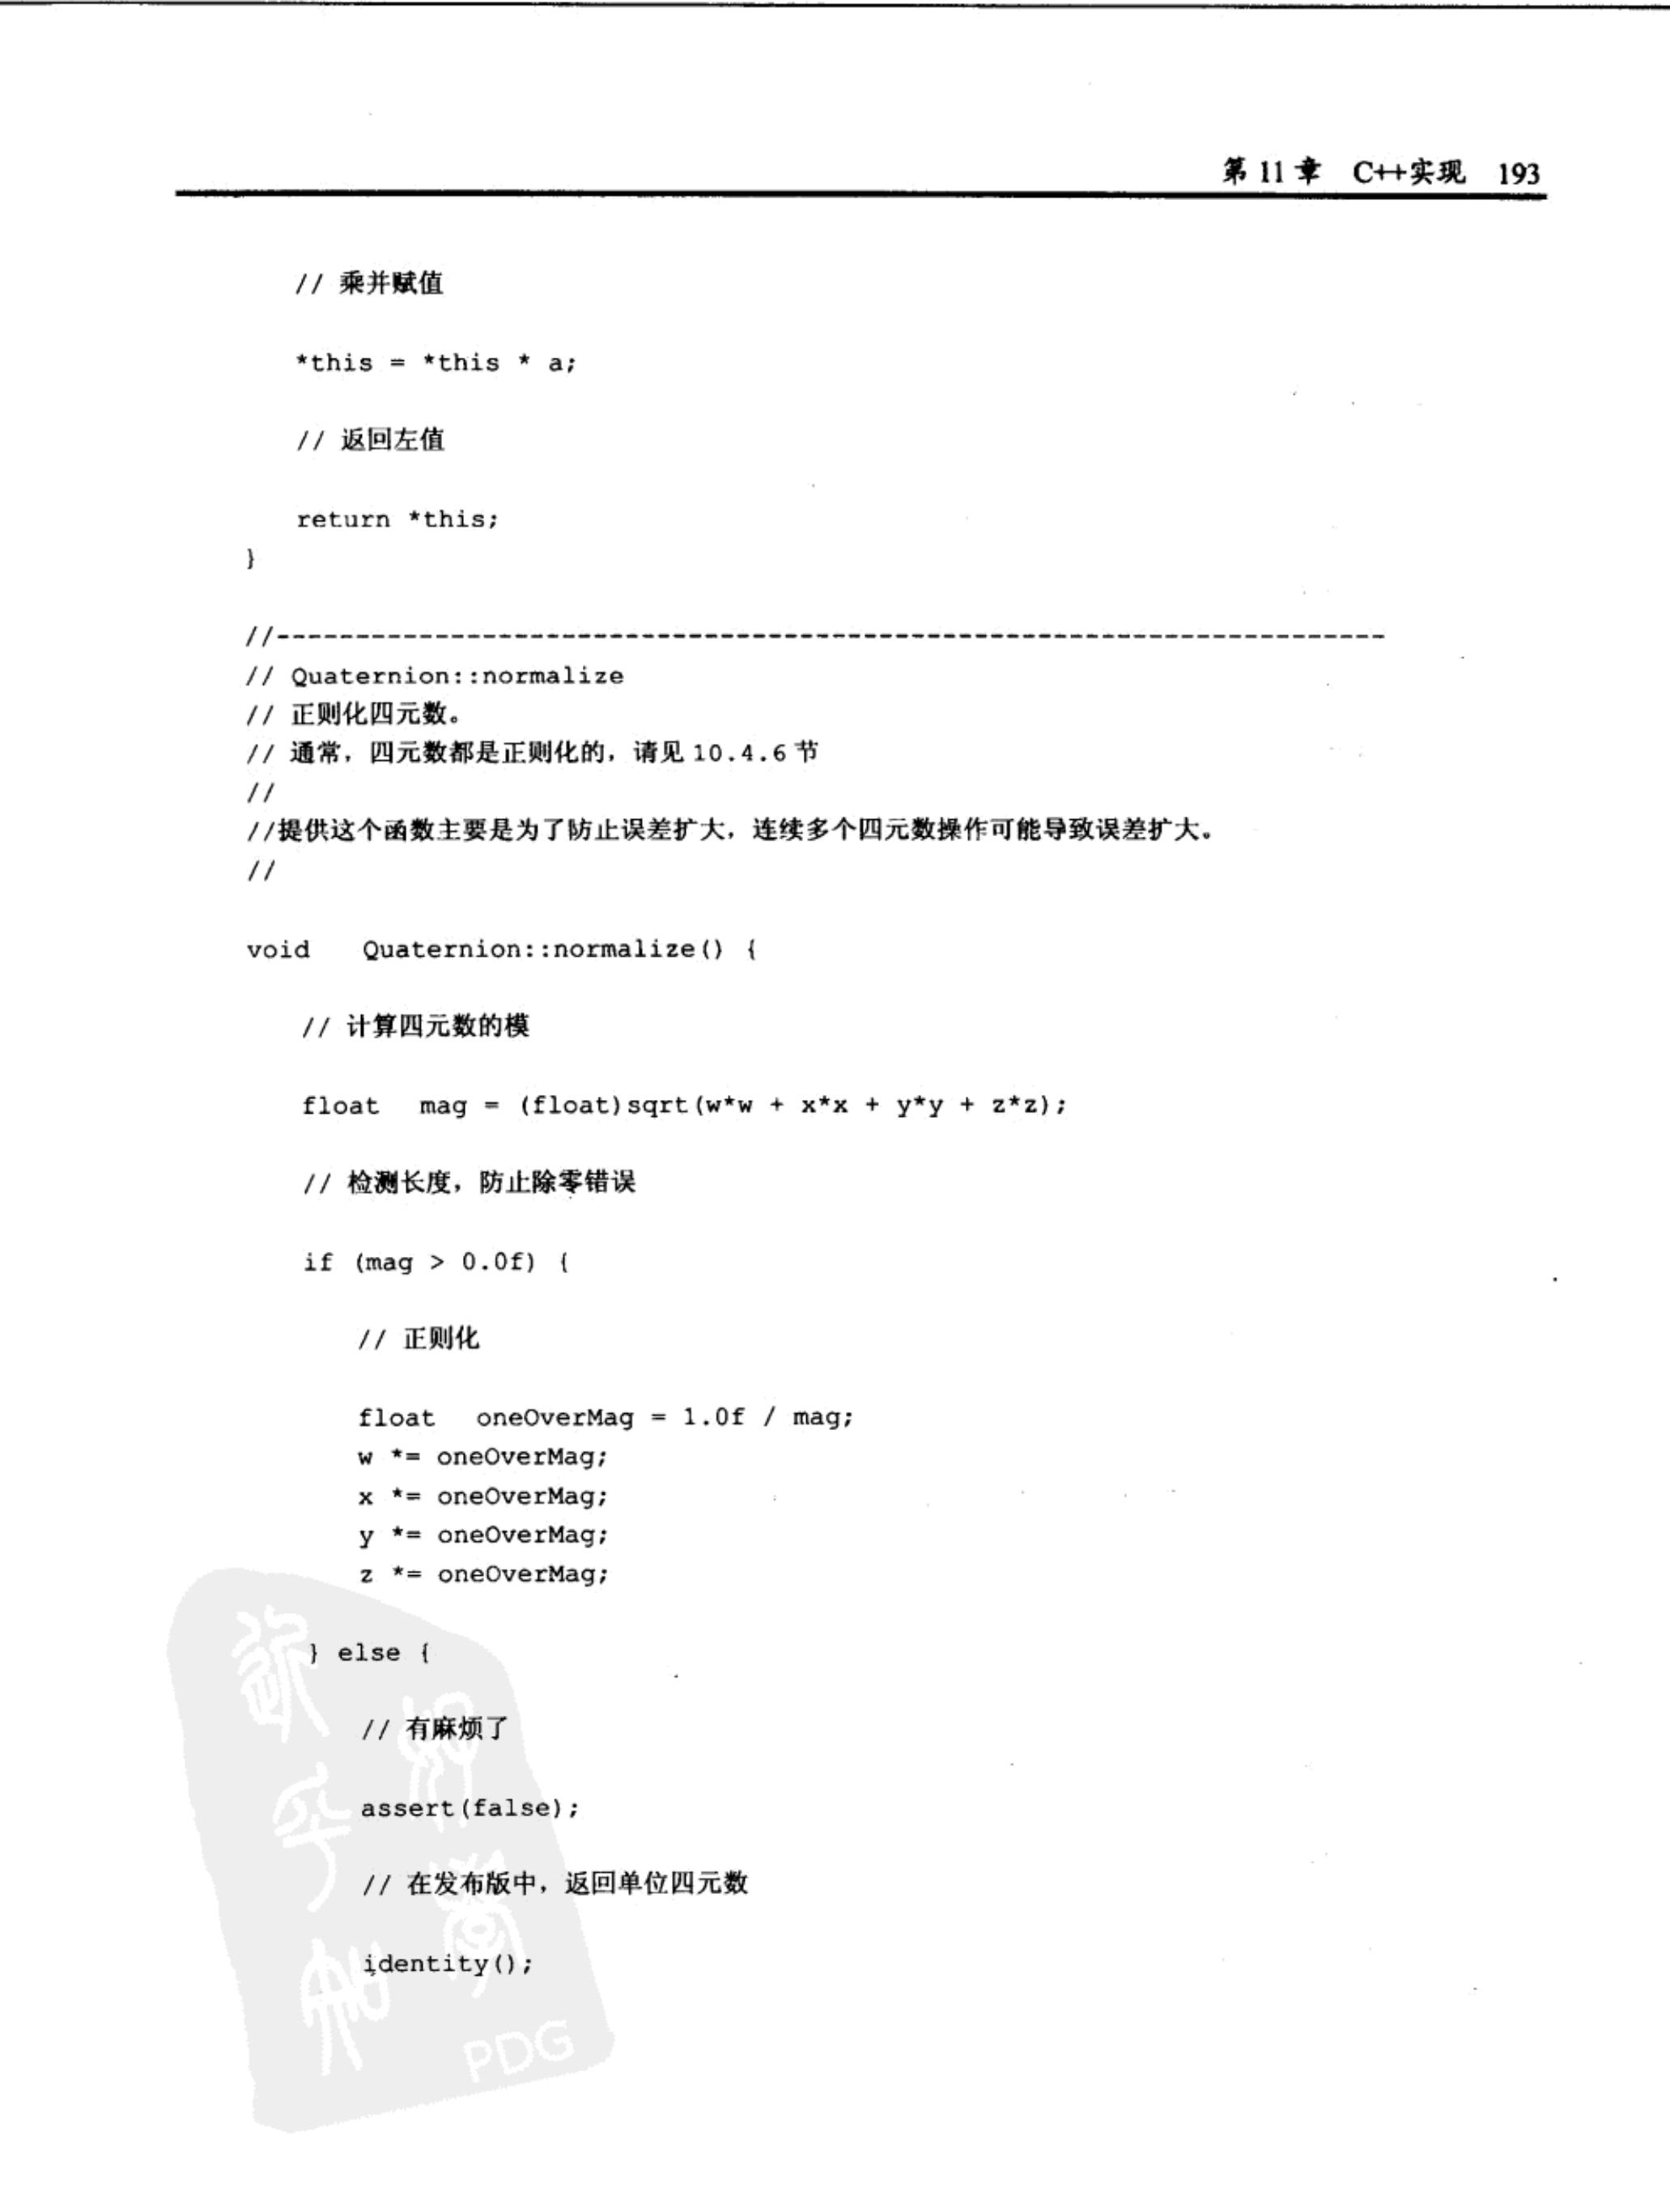 第 11 章 C++实现 193
// 乘并赋值
*this = *this * a;
// 返回左值
return *this;
}
//----------------------------------------------------------------------
// Quaternion::normalize
// 正则化四元数。
// 通常，四元数都是正则化的，请见 10.4.6 节
//
//提供这个函数主要是为了防止误差扩大，连续多个四元数操作可能导致误差扩大。
//
void Quaternion::normalize() {
// 计算四元数的模
float mag = (float)sqrt(w*w + x*x + y*y + z*z);
// 检测长度，防止除零错误
if (mag > 0.0f) {
// 正则化
float oneOverMag = 1.0f / mag;
w *= oneOverMag;
x *= oneOverMag;
y *= oneOverMag;
z *= oneOverMag;
} else {
// 有麻烦了
assert(false);
// 在发布版中，返回单位四元数
identity();
PDG